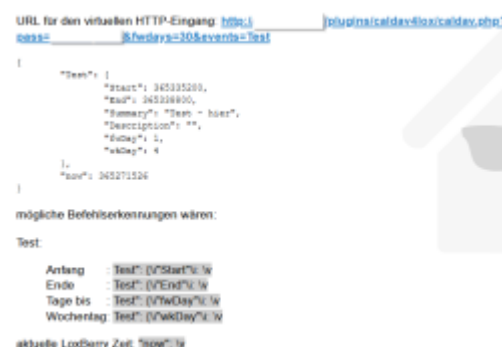 URL für den virtuellen HTTP-Eingang: http:\ /plugins/caldav4lox/caldav.php?
pass= &fwdays=30&events=Test
{
"Test": {
"Start": 365335200,
"End": 365338800,
"Summary": "Test - hier",
"Description": "",
"fwDay": 1,
"wkDay": 4
},
"now": 365271526
}
mögliche Befehlserkennungen wären:
Test:
Anfang : Test": {\i"Start"\i: \v
Ende : Test": {\i"End"\i: \v
Tage bis : Test": {\i"fwDay"\i: \v
Wochentag: Test": {\i"wkDay"\i: \v
aktuelle LoxBerry Zeit: "now": \v